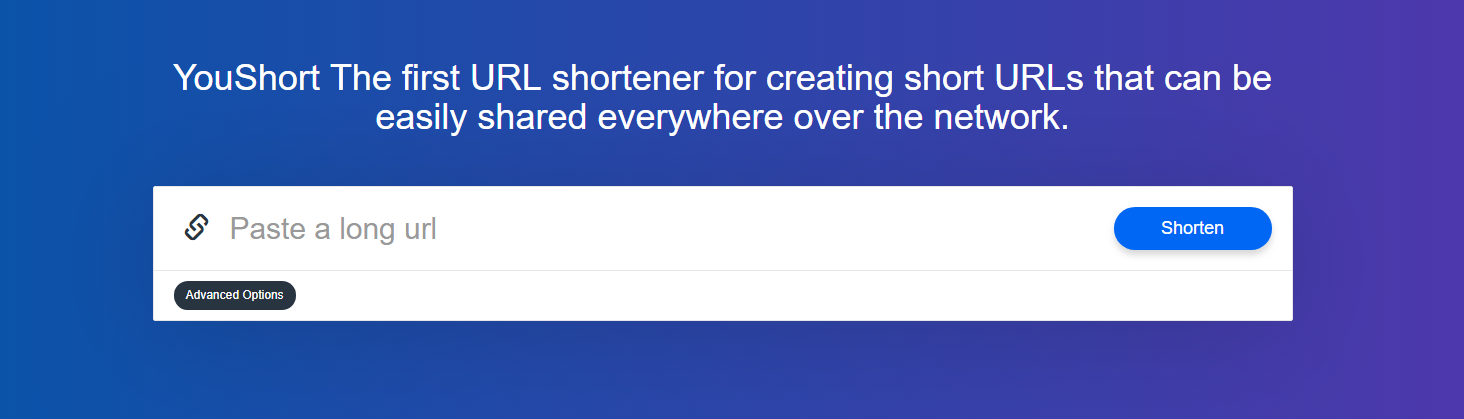 YouShort The first URL shortener for creating short URLs that can be
easily shared everywhere over the network.
Paste a long url
Shorten
Advanced Options